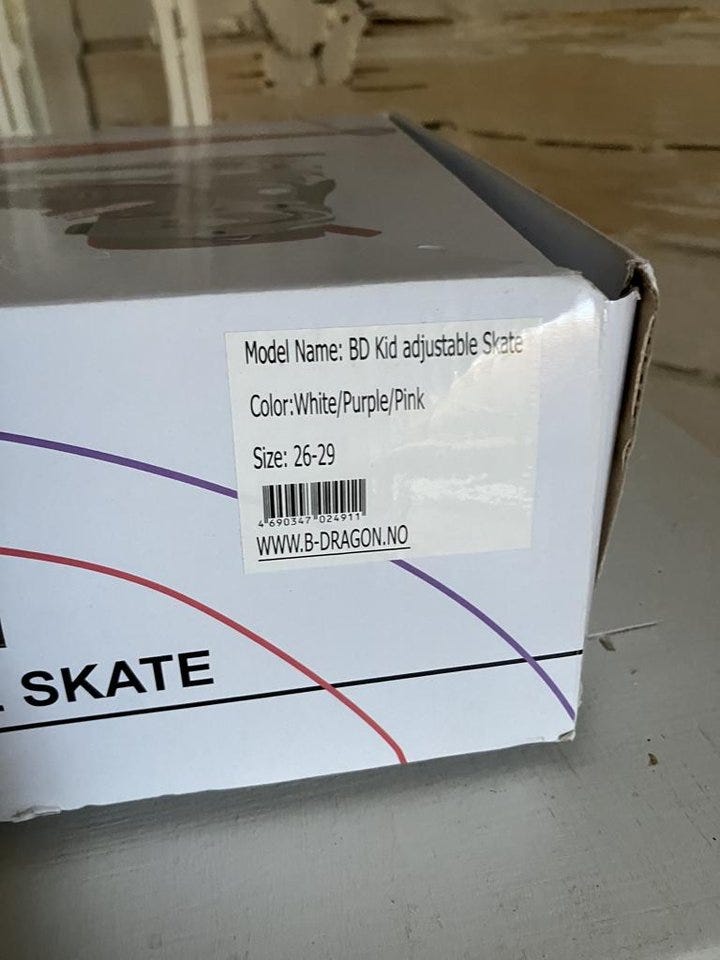 Model Name: BD Kid adjustable Skate
Color:White/Purple/Pink
Size: 26-29
4 690347 024911
WWW.B-DRAGON.NO
SKATE